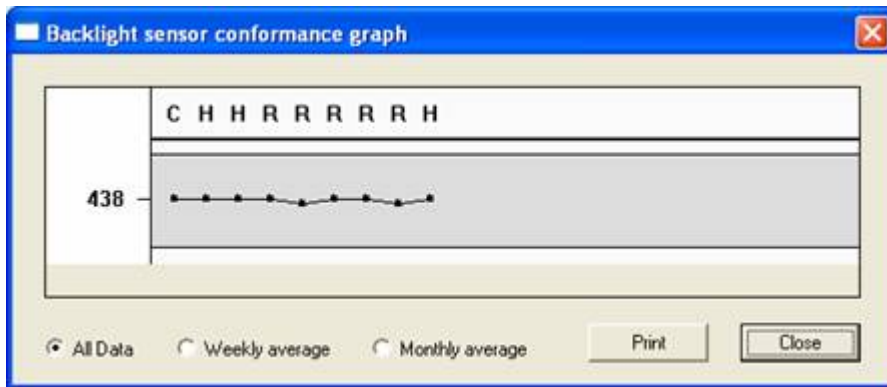 Backlight sensor conformance graph
C H H R R R R R H
438
All Data Weekly average Monthly average Print Close